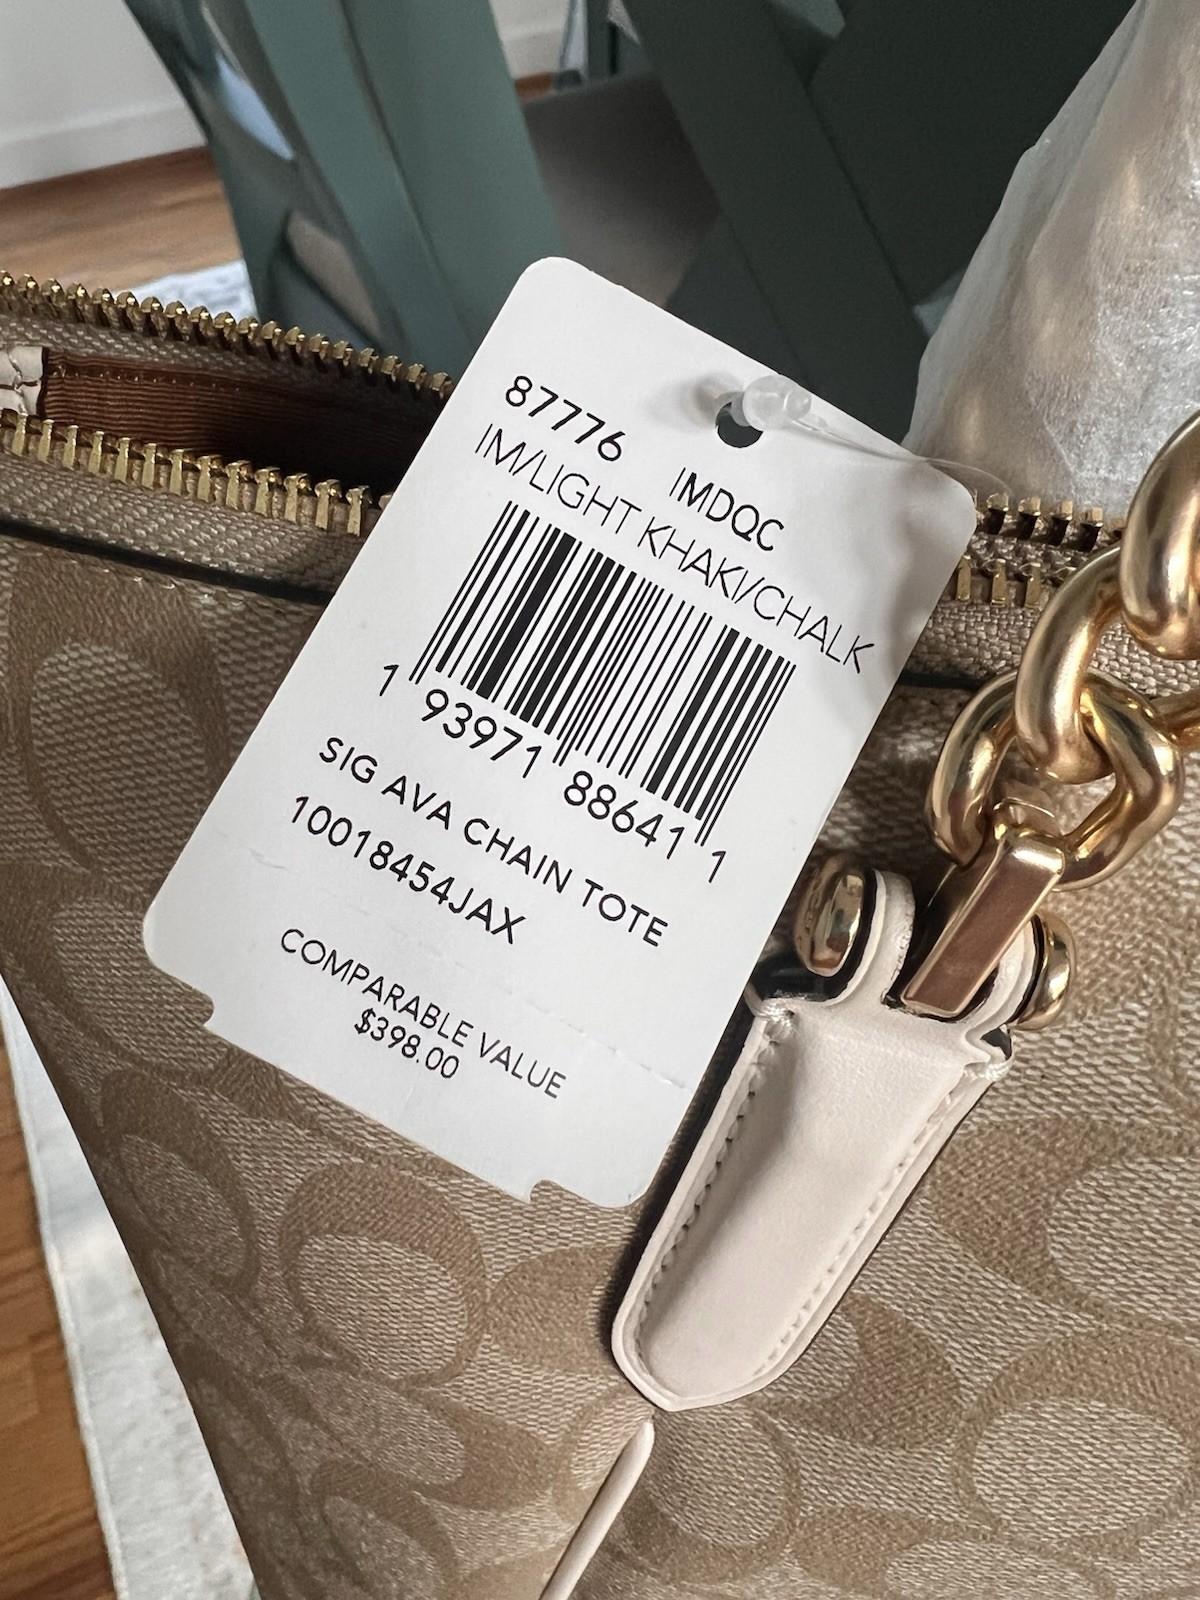 87776 IMDQC
IM/LIGHT KHAKI/CHALK
1 93971 88641 1
SIG AVA CHAIN TOTE
10018454JAX
COMPARABLE VALUE
$398.00